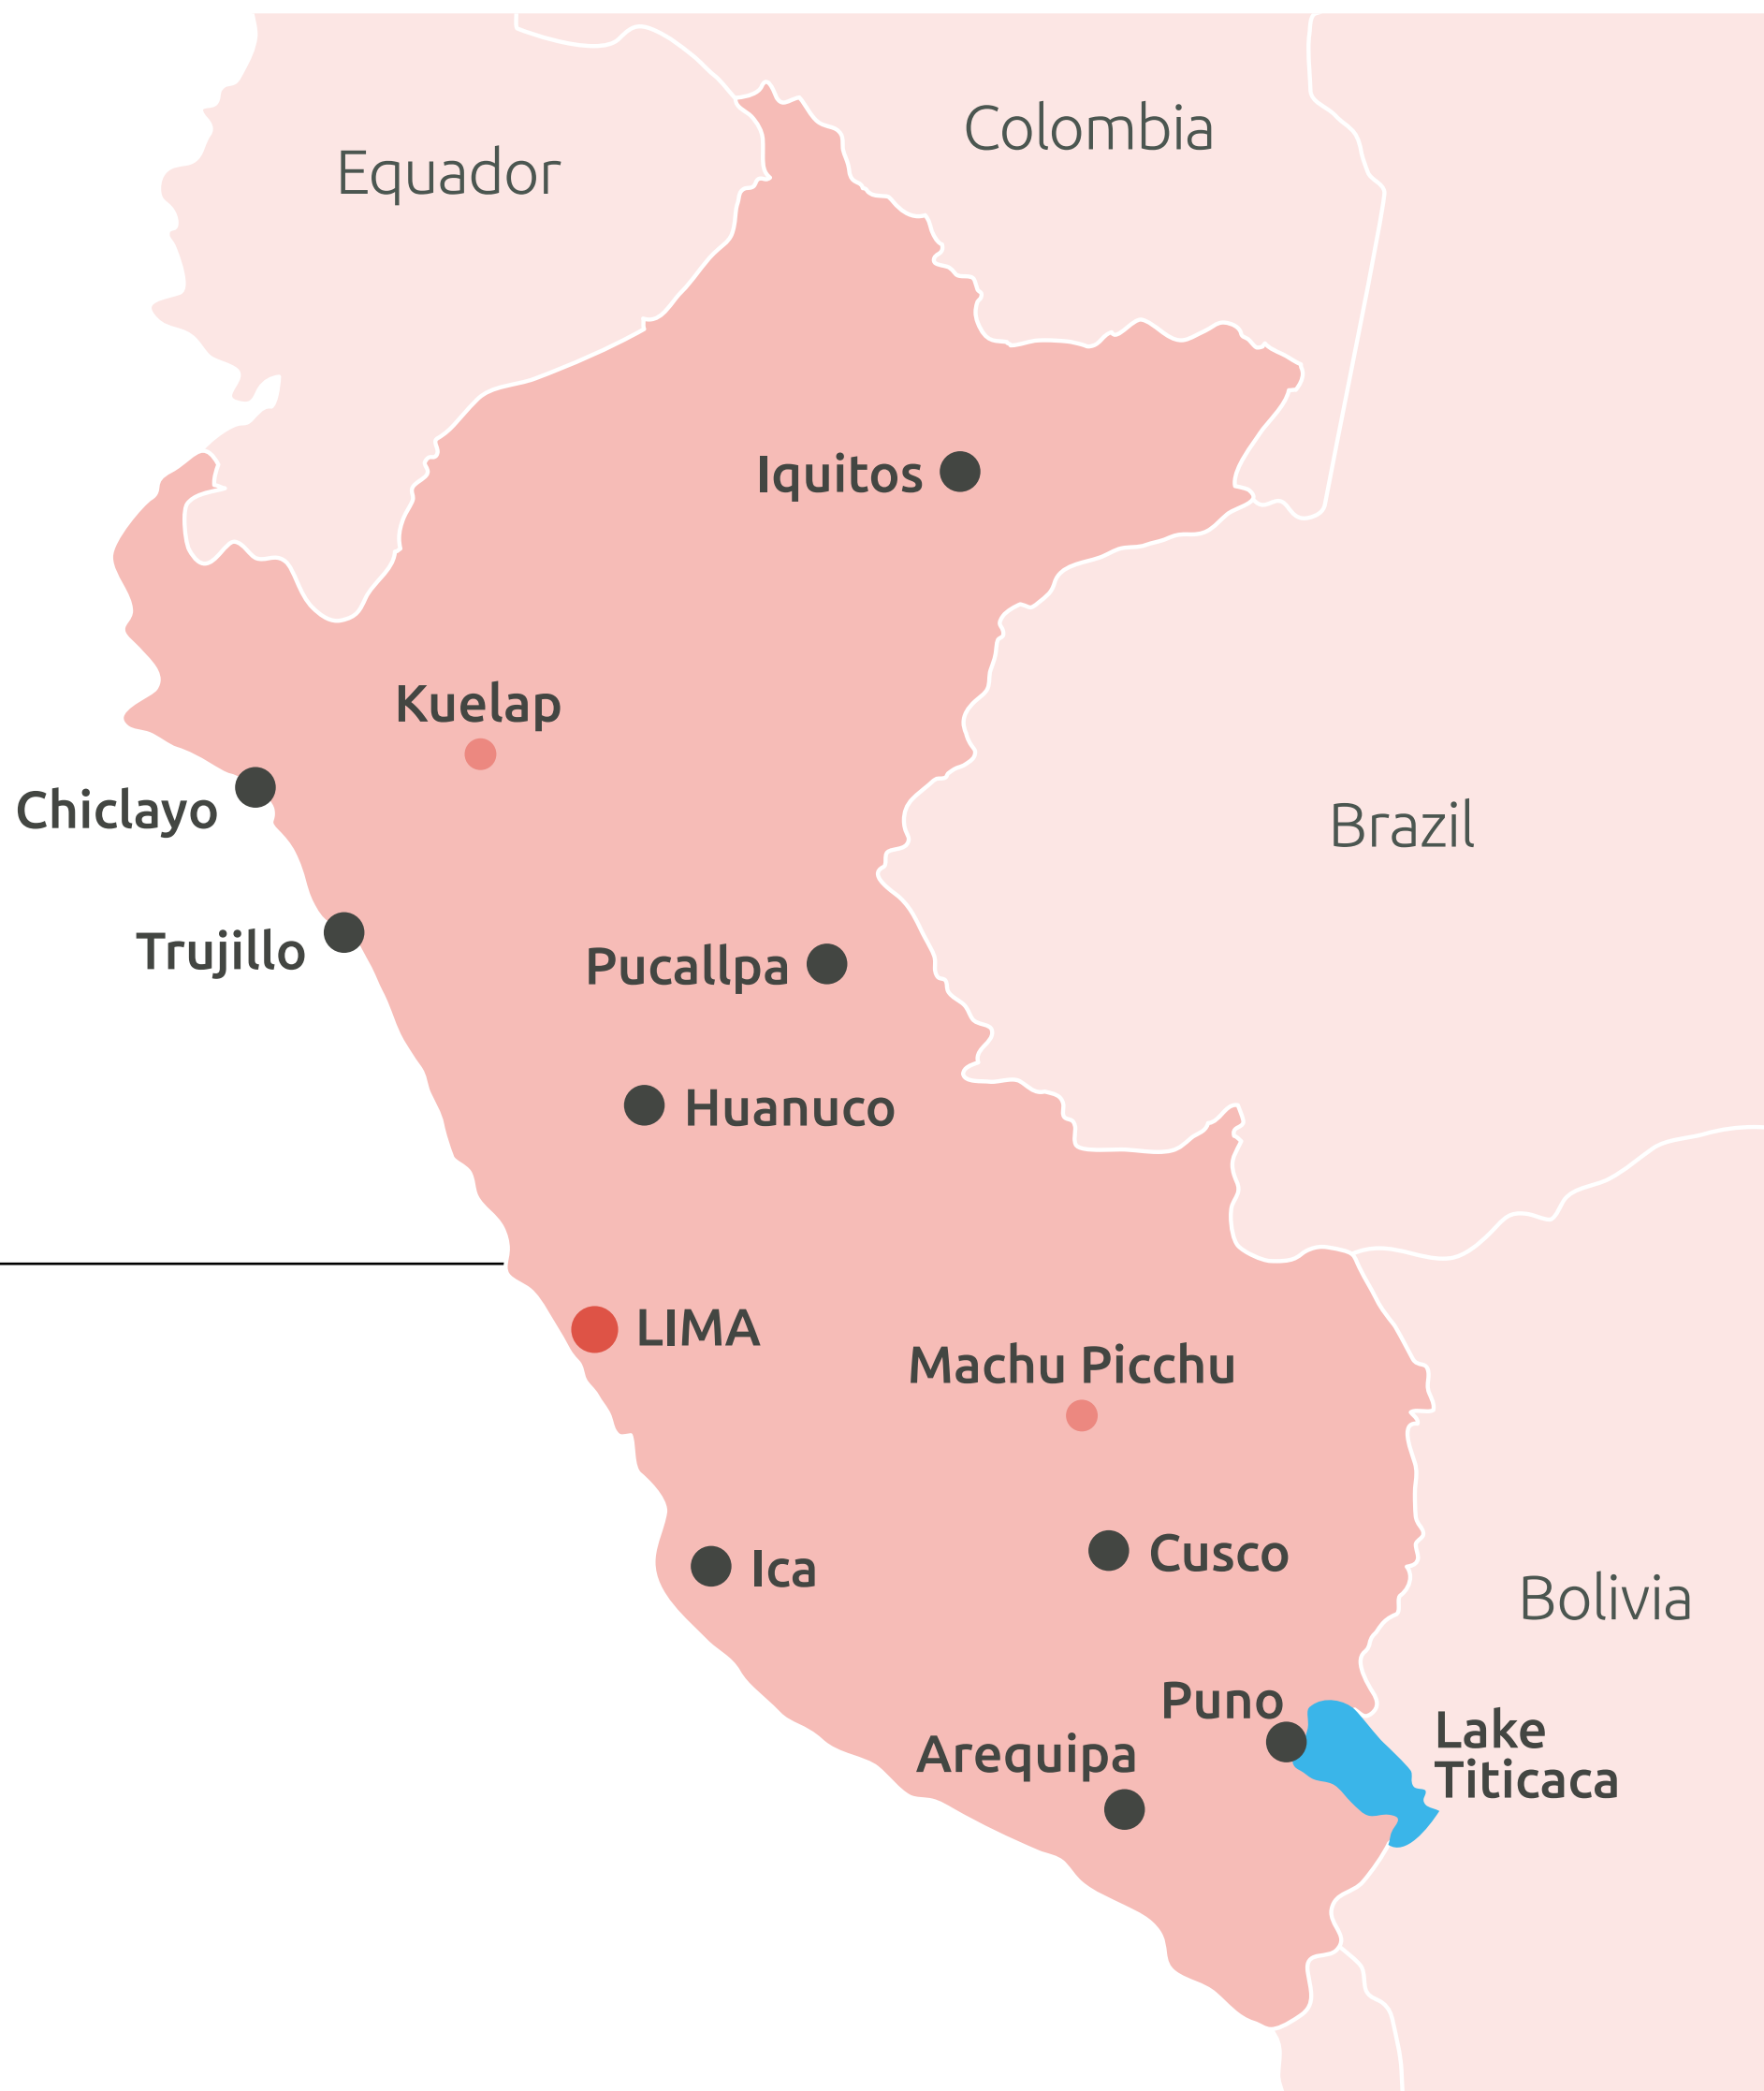 Colombia
Equador
Iquitos
Kuelap
Chiclayo
Brazil
Trujillo
Pucallpa
Huanuco
LIMA
Machu Picchu
Cusco
Ica
Bolivia
Puno
Lake
Titicaca
Arequipa